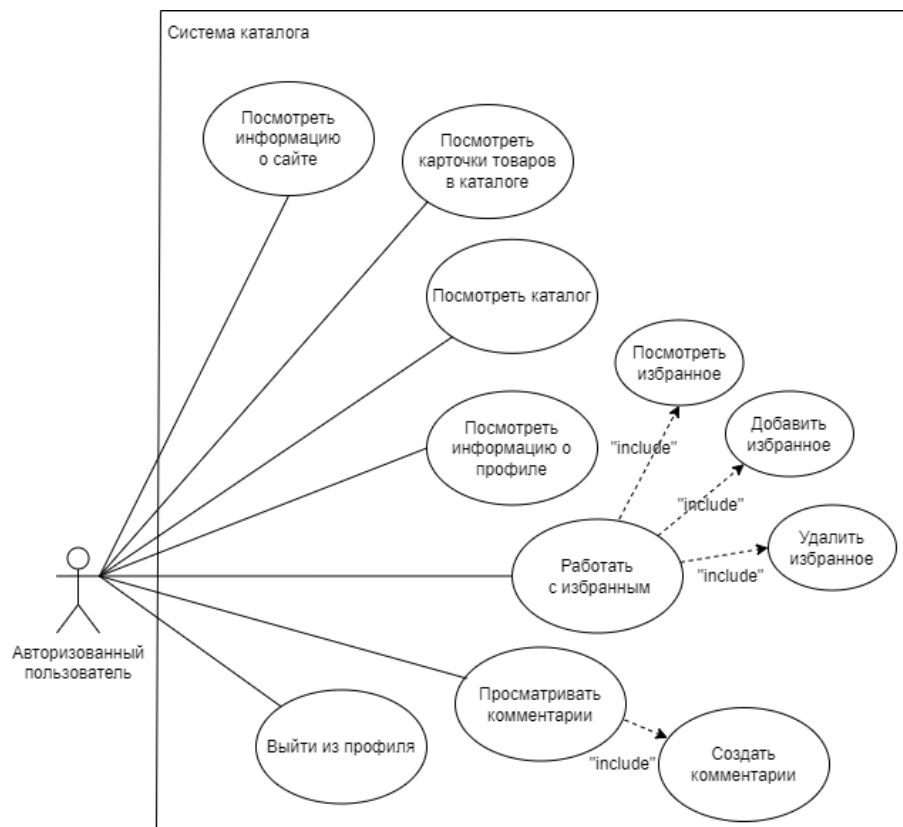 Система каталога
Посмотреть
информацию
о сайте
Посмотреть
карточки товаров
в каталоге
Посмотреть каталог
Посмотреть
избранное
Посмотреть
информацию о
профиле
"include"
Добавить
избранное
"include"
Работать
с избранным
"include"
Удалить
избранное
Авторизованный
пользователь
Просматривать
комментарии
Выйти из профиля
"include"
Создать
комментарии